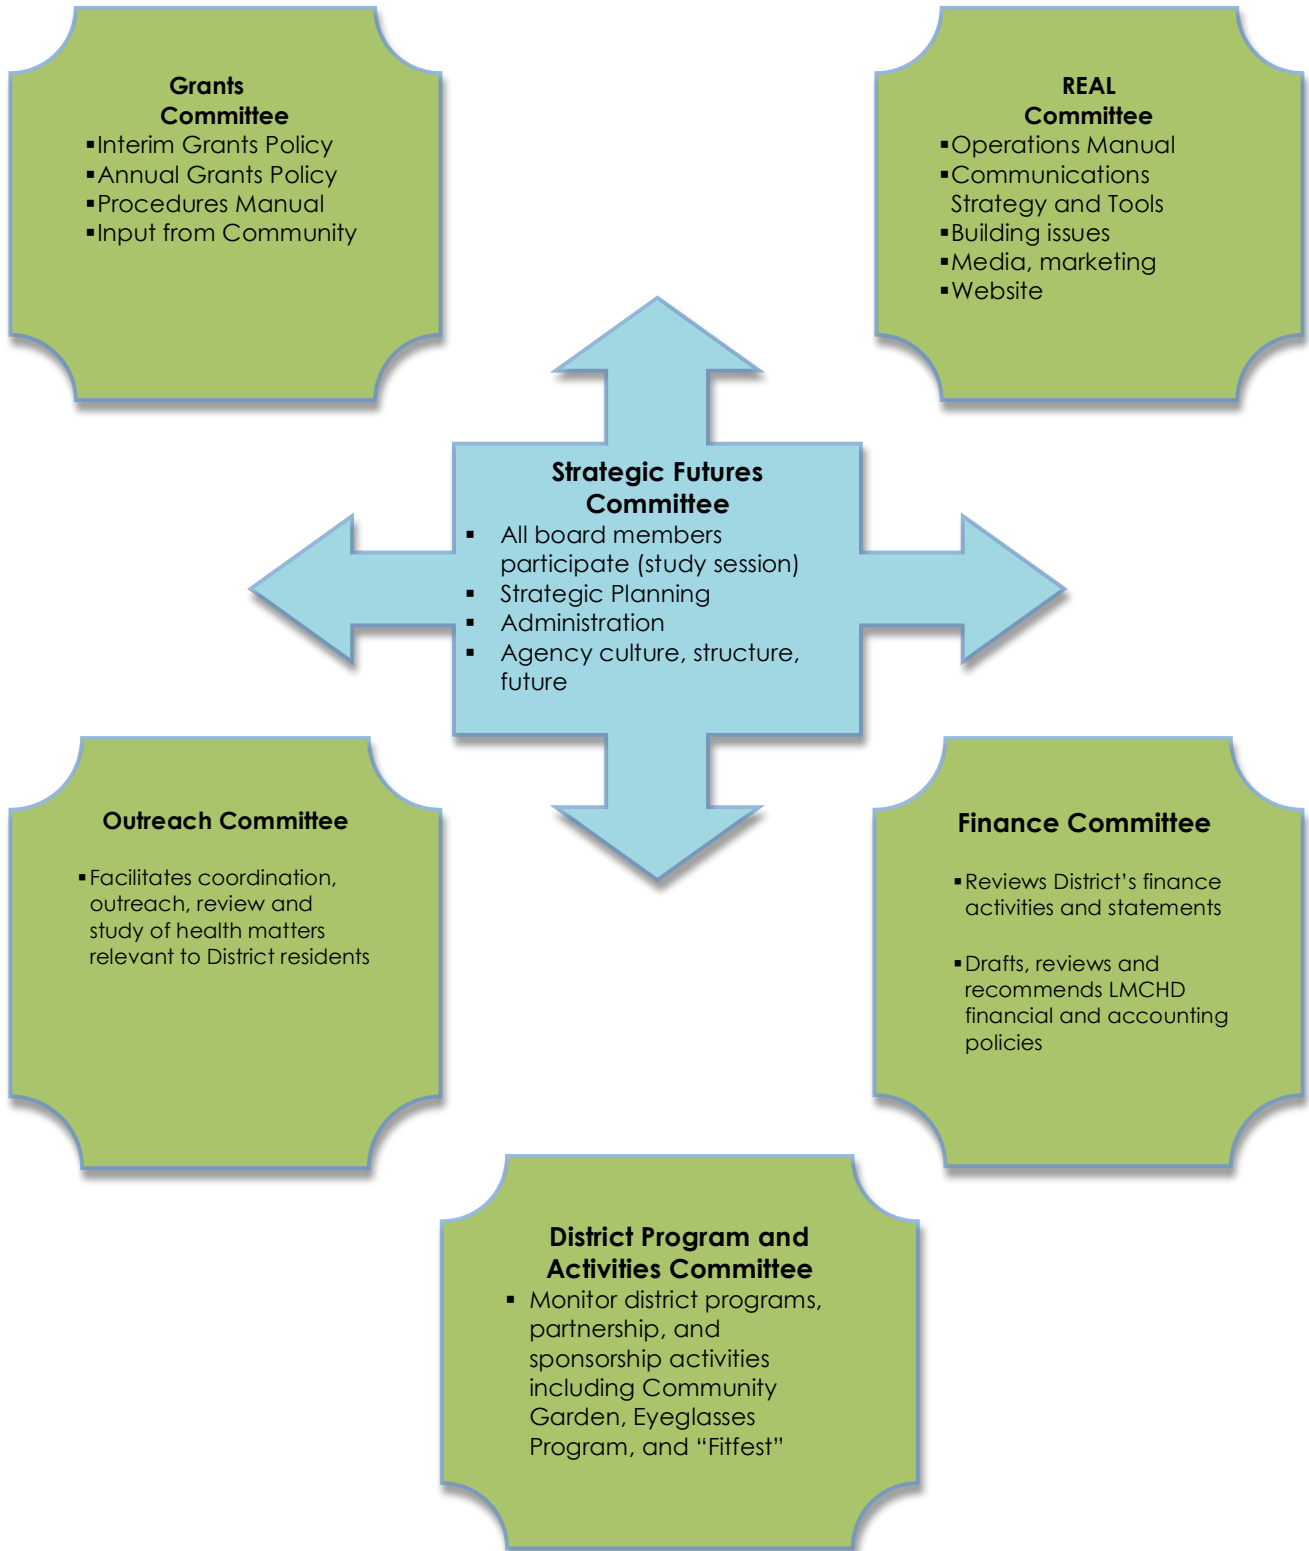 Grants
Committee
▪Interim Grants Policy
▪Annual Grants Policy
▪Procedures Manual
▪Input from Community
REAL
Committee
▪Operations Manual
▪Communications
Strategy and Tools
▪Building issues
▪Media, marketing
▪Website
Strategic Futures
Committee
▪ All board members
participate (study session)
▪ Strategic Planning
▪ Administration
▪ Agency culture, structure,
future
Outreach Committee
▪Facilitates coordination,
outreach, review and
study of health matters
relevant to District residents
Finance Committee
▪Reviews District’s finance
activities and statements
▪Drafts, reviews and
recommends LMCHD
financial and accounting
policies
District Program and
Activities Committee
▪ Monitor district programs,
partnership, and
sponsorship activities
including Community
Garden, Eyeglasses
Program, and “Fitfest”